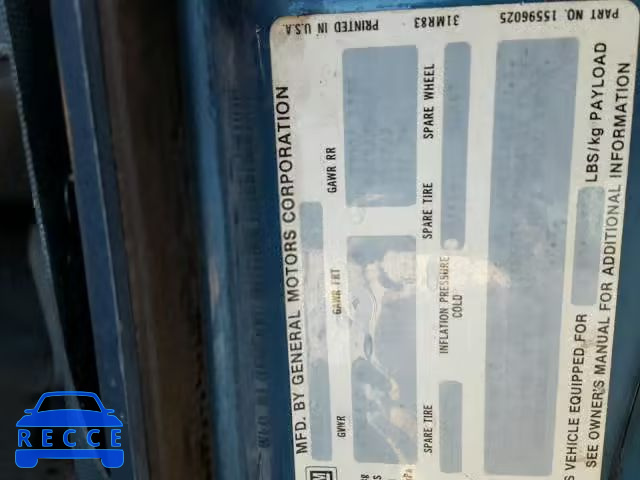 MFD. BY GENERAL MOTORS CORPORATION
GVWR GAWR FRT GAWR RR
SPARE TIRE INFLATION PRESSURE COLD SPARE TIRE SPARE WHEEL
VEHICLE EQUIPPED FOR LBS/kg PAYLOAD
SEE OWNER'S MANUAL FOR ADDITIONAL INFORMATION
PRINTED IN U.S.A. 31MR83 PART NO. 15596025
RECCE